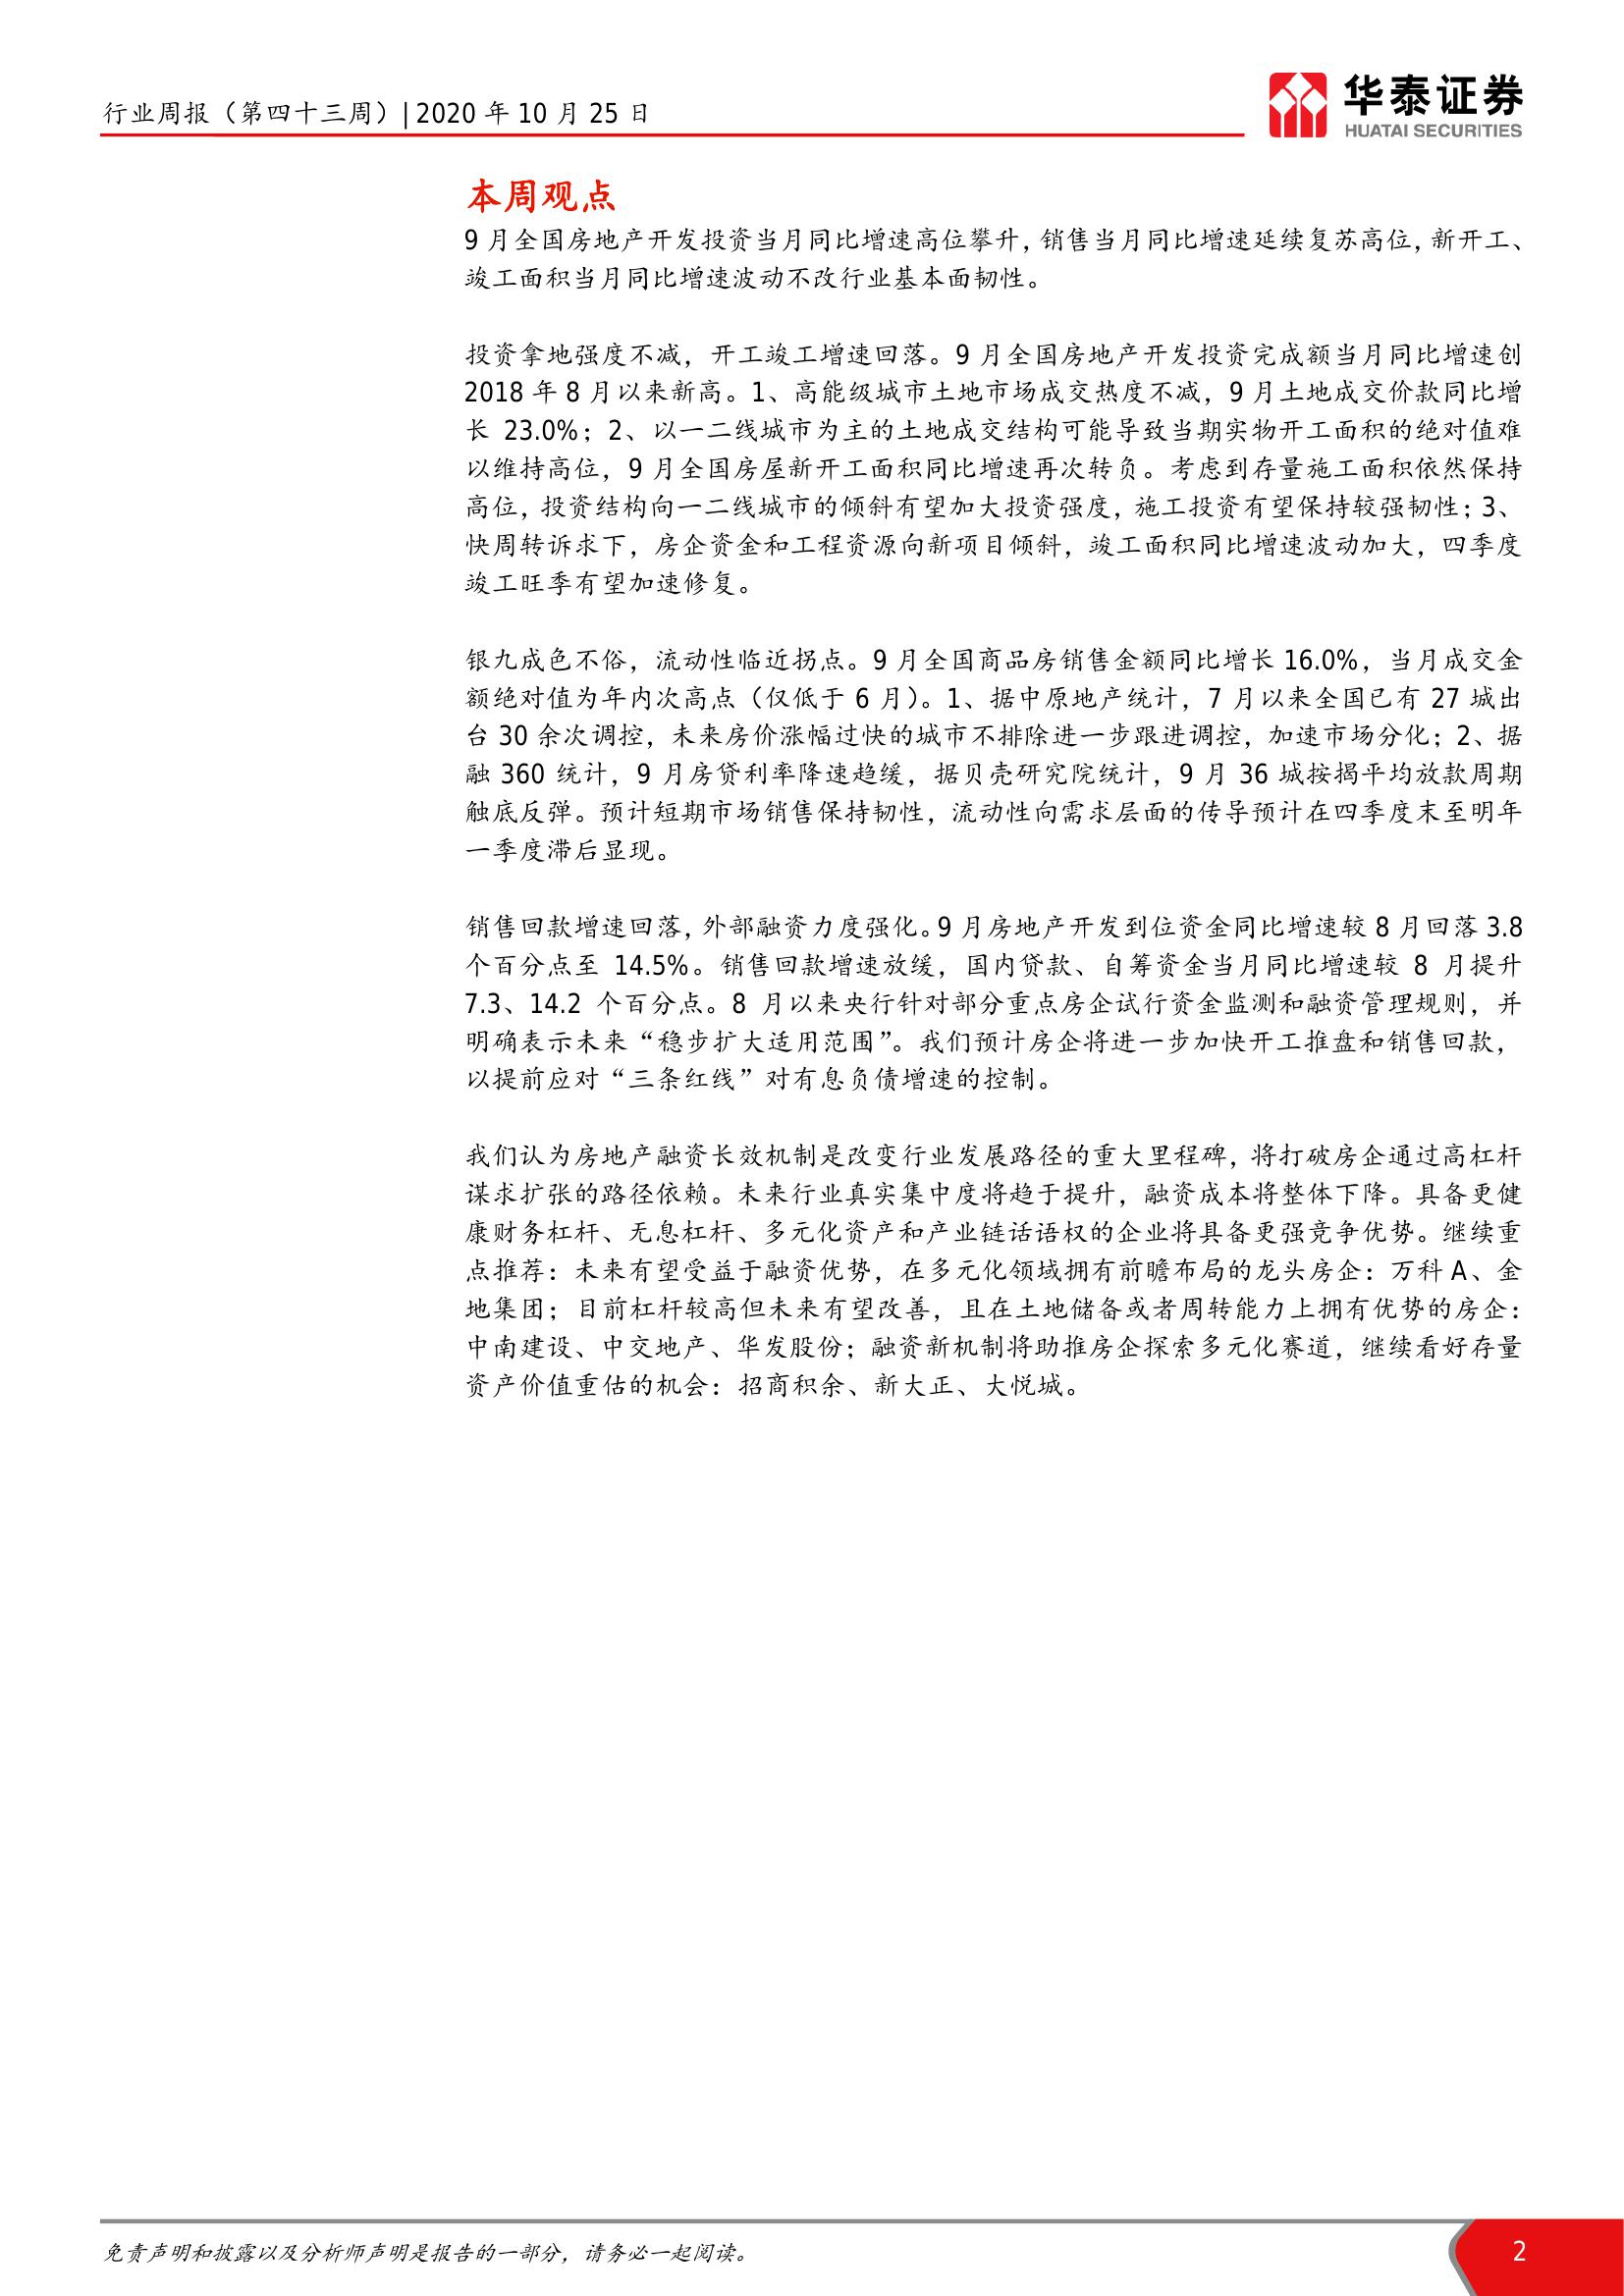 行业周报（第四十三周）| 2020 年 10 月 25 日
华泰证券
HUATAI SECURITIES
本周观点
9 月全国房地产开发投资当月同比增速高位攀升，销售当月同比增速延续复苏高位，新开工、
竣工面积当月同比增速波动不改行业基本面韧性。
投资拿地强度不减，开工竣工增速回落。9 月全国房地产开发投资完成额当月同比增速创
2018 年 8 月以来新高。1、高能级城市土地市场成交热度不减，9 月土地成交价款同比增
长 23.0%；2、以一二线城市为主的土地成交结构可能导致当期实物开工面积的绝对值难
以维持高位，9 月全国房屋新开工面积同比增速再次转负。考虑到存量施工面积依然保持
高位，投资结构向一二线城市的倾斜有望加大投资强度，施工投资有望保持较强韧性；3、
快周转诉求下，房企资金和工程资源向新项目倾斜，竣工面积同比增速波动加大，四季度
竣工旺季有望加速修复。
银九成色不俗，流动性临近拐点。9 月全国商品房销售金额同比增长 16.0%，当月成交金
额绝对值为年内次高点（仅低于 6 月）。1、据中原地产统计，7 月以来全国已有 27 城出
台 30 余次调控，未来房价涨幅过快的城市不排除进一步跟进调控，加速市场分化；2、据
融 360 统计，9 月房贷利率降速趋缓，据贝壳研究院统计，9 月 36 城按揭平均放款周期
触底反弹。预计短期市场销售保持韧性，流动性向需求层面的传导预计在四季度末至明年
一季度滞后显现。
销售回款增速回落，外部融资力度强化。9 月房地产开发到位资金同比增速较 8 月回落 3.8
个百分点至 14.5%。销售回款增速放缓，国内贷款、自筹资金当月同比增速较 8 月提升
7.3、14.2 个百分点。8 月以来央行针对部分重点房企试行资金监测和融资管理规则，并
明确表示未来“稳步扩大适用范围”。我们预计房企将进一步加快开工推盘和销售回款，
以提前应对“三条红线”对有息负债增速的控制。
我们认为房地产融资长效机制是改变行业发展路径的重大里程碑，将打破房企通过高杠杆
谋求扩张的路径依赖。未来行业真实集中度将趋于提升，融资成本将整体下降。具备更健
康财务杠杆、无息杠杆、多元化资产和产业链话语权的企业将具备更强竞争优势。继续重
点推荐：未来有望受益于融资优势，在多元化领域拥有前瞻布局的龙头房企：万科 A、金
地集团；目前杠杆较高但未来有望改善，且在土地储备或者周转能力上拥有优势的房企：
中南建设、中交地产、华发股份；融资新机制将助推房企探索多元化赛道，继续看好存量
资产价值重估的机会：招商积余、新大正、大悦城。
免责声明和披露以及分析师声明是报告的一部分，请务必一起阅读。
2